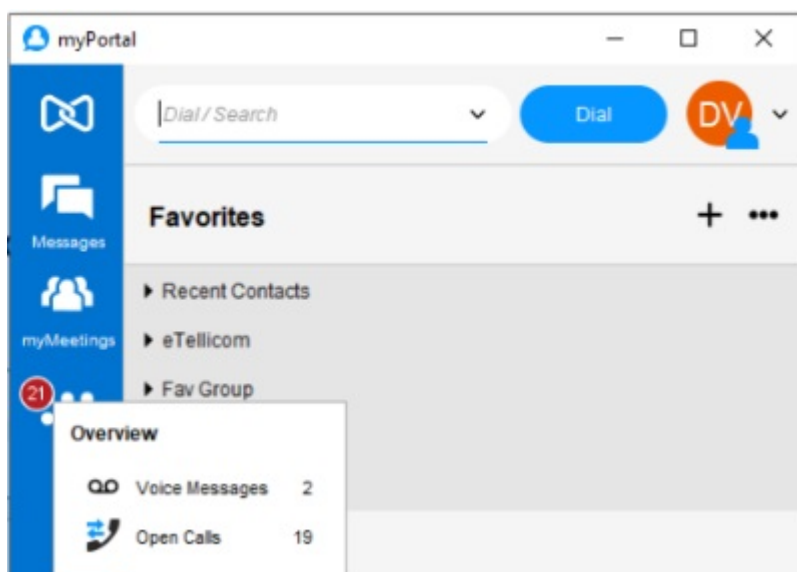 myPortal
Dial / Search
Dial
DV
Favorites
Messages
Recent Contacts
myMeetings
eTellicom
21
Fav Group
Overview
Voice Messages 2
Open Calls 19